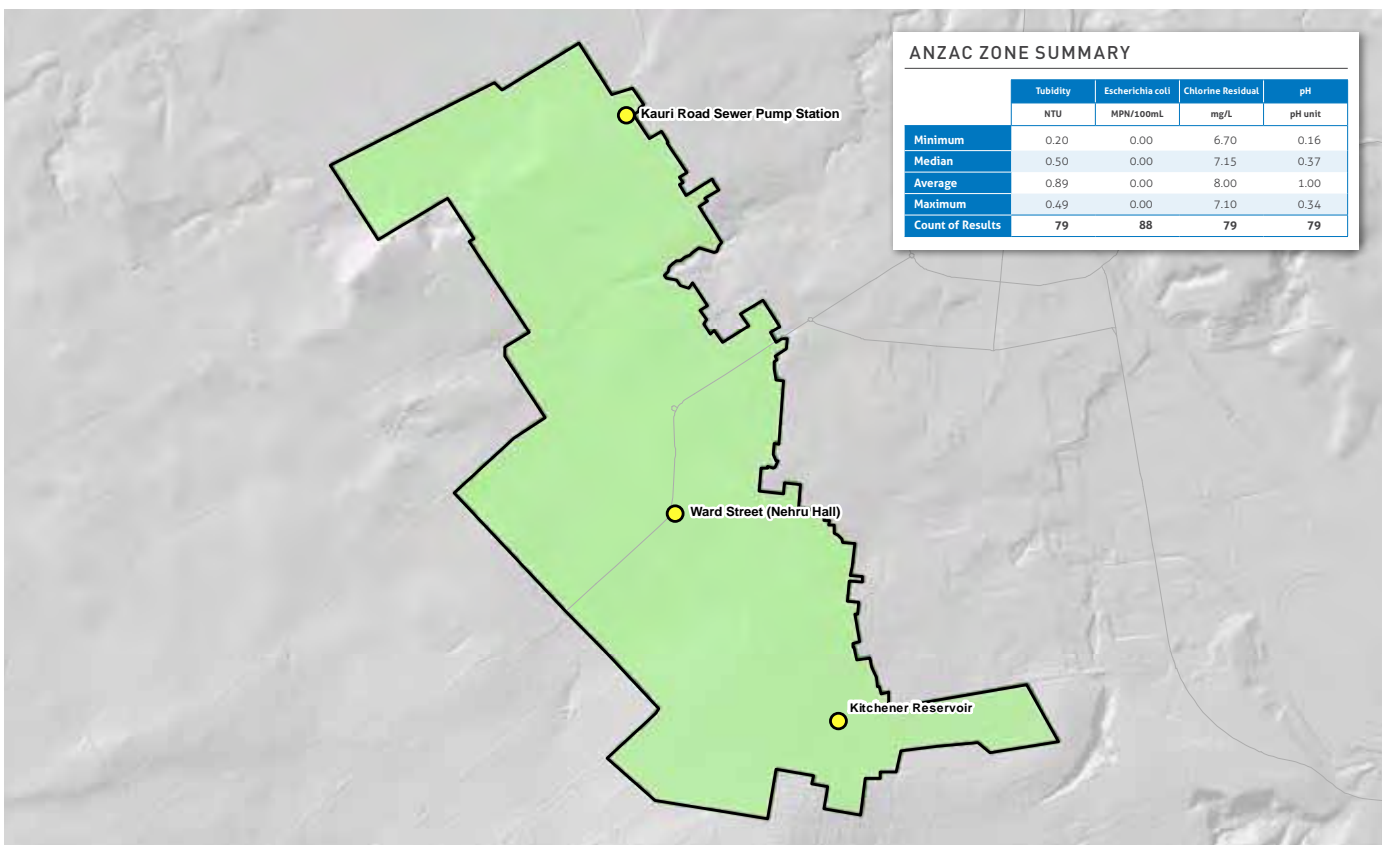 ANZAC ZONE SUMMARY
Tubidity Escherichia coli Chlorine Residual pH
NTU MPN/100mL mg/L pH unit
Minimum 0.20 0.00 6.70 0.16
Median 0.50 0.00 7.15 0.37
Average 0.89 0.00 8.00 1.00
Maximum 0.49 0.00 7.10 0.34
Count of Results 79 88 79 79
Kauri Road Sewer Pump Station
Ward Street (Nehru Hall)
Kitchener Reservoir